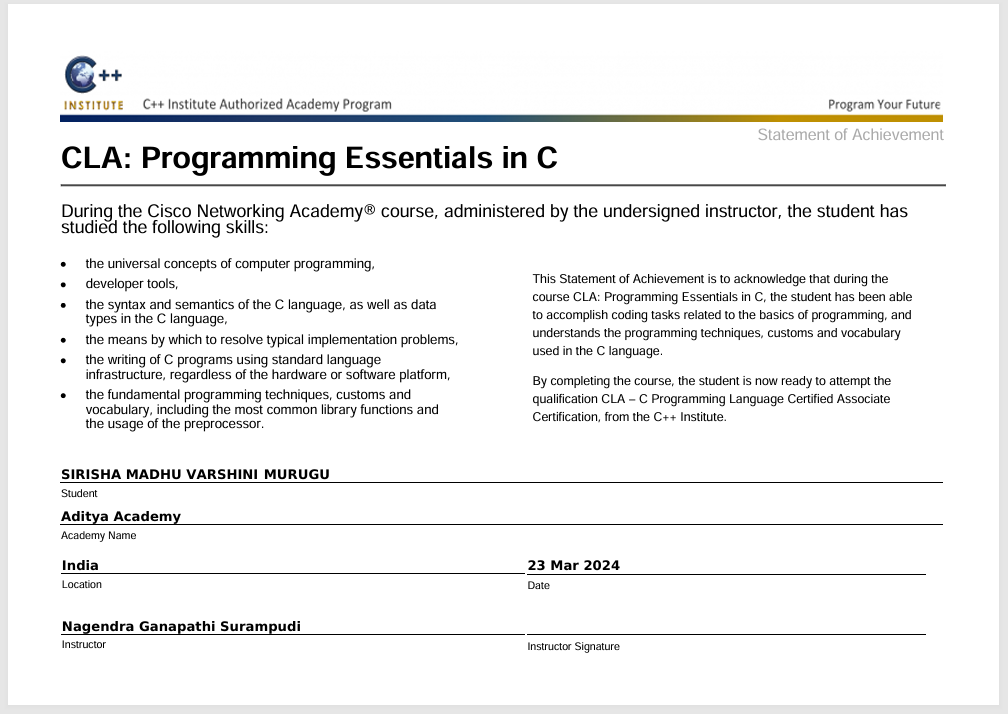 C++
INSTITUTE
C++ Institute Authorized Academy Program
Program Your Future
Statement of Achievement
CLA: Programming Essentials in C
During the Cisco Networking Academy® course, administered by the undersigned instructor, the student has
studied the following skills:
• the universal concepts of computer programming,
• developer tools,
• the syntax and semantics of the C language, as well as data
types in the C language,
• the means by which to resolve typical implementation problems,
• the writing of C programs using standard language
infrastructure, regardless of the hardware or software platform,
• the fundamental programming techniques, customs and
vocabulary, including the most common library functions and
the usage of the preprocessor.
This Statement of Achievement is to acknowledge that during the
course CLA: Programming Essentials in C, the student has been able
to accomplish coding tasks related to the basics of programming, and
understands the programming techniques, customs and vocabulary
used in the C language.
By completing the course, the student is now ready to attempt the
qualification CLA – C Programming Language Certified Associate
Certification, from the C++ Institute.
SIRISHA MADHU VARSHINI MURUGU
Student
Aditya Academy
Academy Name
India
Location
23 Mar 2024
Date
Nagendra Ganapathi Surampudi
Instructor
Instructor Signature